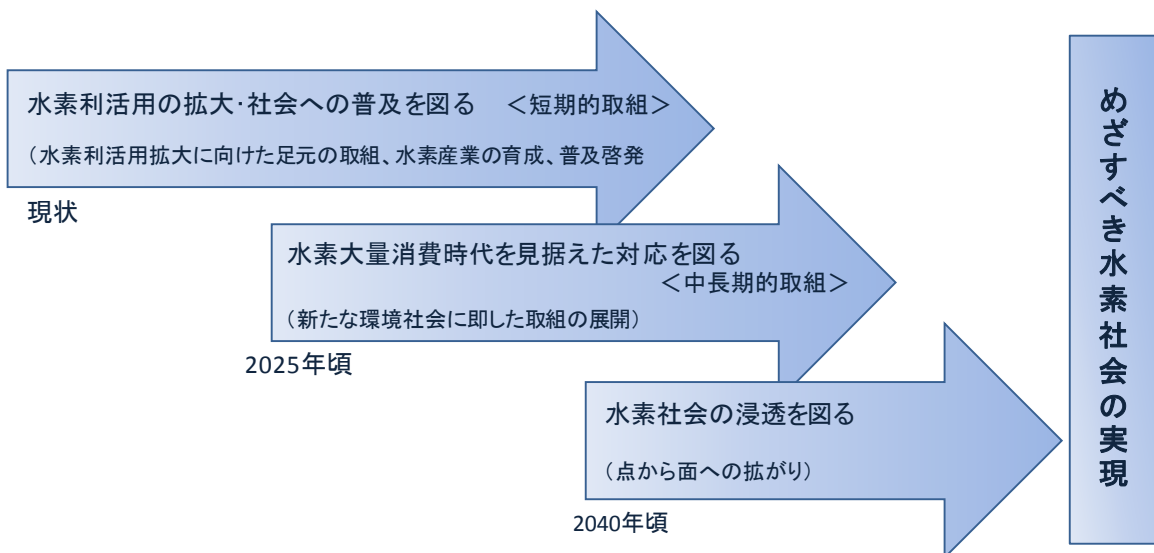 水素利活用の拡大・社会への普及を図る　＜短期的取組＞
（水素利活用拡大に向けた足元の取組、水素産業の育成、普及啓発
現状
水素大量消費時代を見据えた対応を図る
＜中長期的取組＞
（新たな環境社会に即した取組の展開）
2025年頃
水素社会の浸透を図る
（点から面への拡がり）
2040年頃
めざすべき水素社会の実現